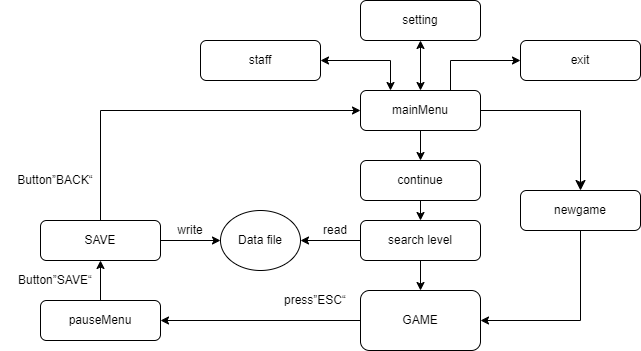 setting
staff
exit
mainMenu
Button”BACK“
continue
newgame
SAVE
write
Data file
read
search level
Button”SAVE“
press”ESC“
pauseMenu
GAME